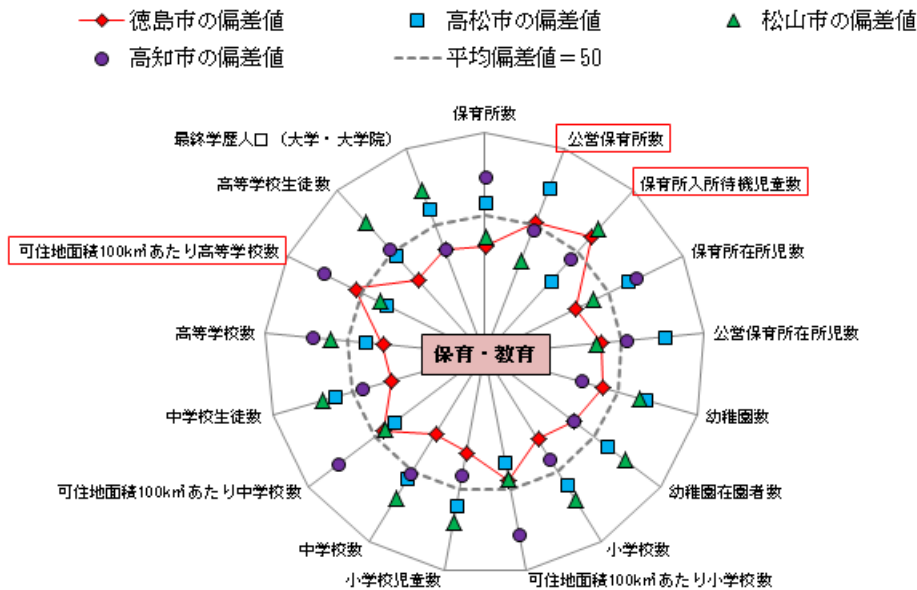 徳島市の偏差値
高松市の偏差値
松山市の偏差値
高知市の偏差値
平均偏差値＝50
保育所数
公営保育所数
保育所入所待機児童数
保育所在所児数
公営保育所在所児数
幼稚園数
幼稚園在園者数
小学校数
可住地面積100k㎡あたり小学校数
小学校児童数
中学校数
可住地面積100k㎡あたり中学校数
中学校生徒数
高等学校数
可住地面積100k㎡あたり高等学校数
高等学校生徒数
最終学歴人口（大学・大学院）
保育・教育